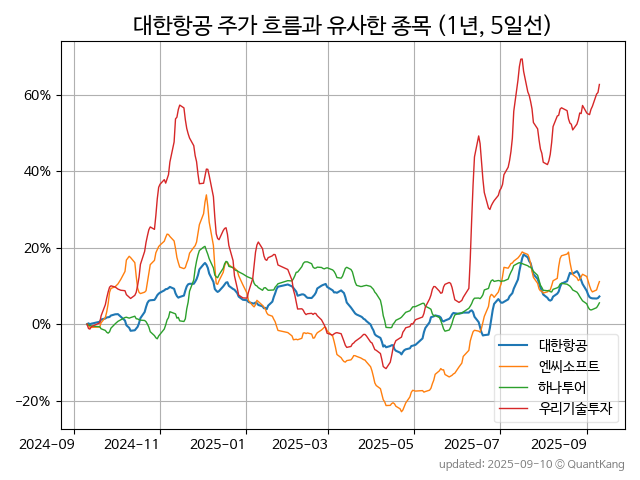 대한항공 주가 흐름과 유사한 종목 (1년, 5일선)
60%
40%
20%
0%
−20%
대한항공
엔씨소프트
하나투어
우리기술투자
2024-09 2024-11 2025-01 2025-03 2025-05 2025-07 2025-09
updated: 2025-09-10 © QuantKang